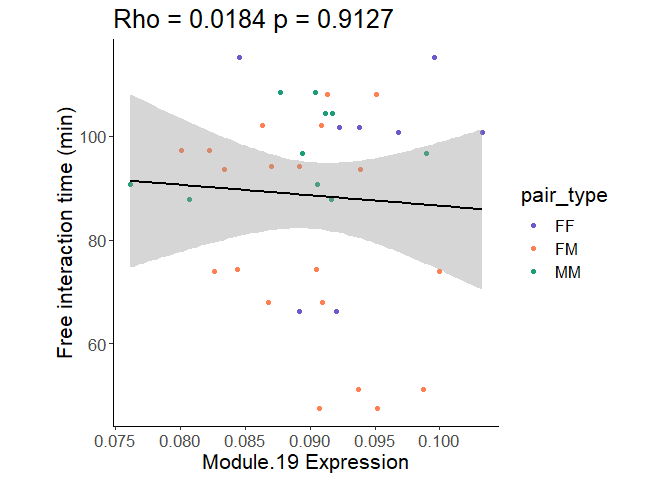 Rho = 0.0184 p = 0.9127
Free interaction time (min)
100
80
60
0.075 0.080 0.085 0.090 0.095 0.100
Module.19 Expression
pair_type
FF
FM
MM